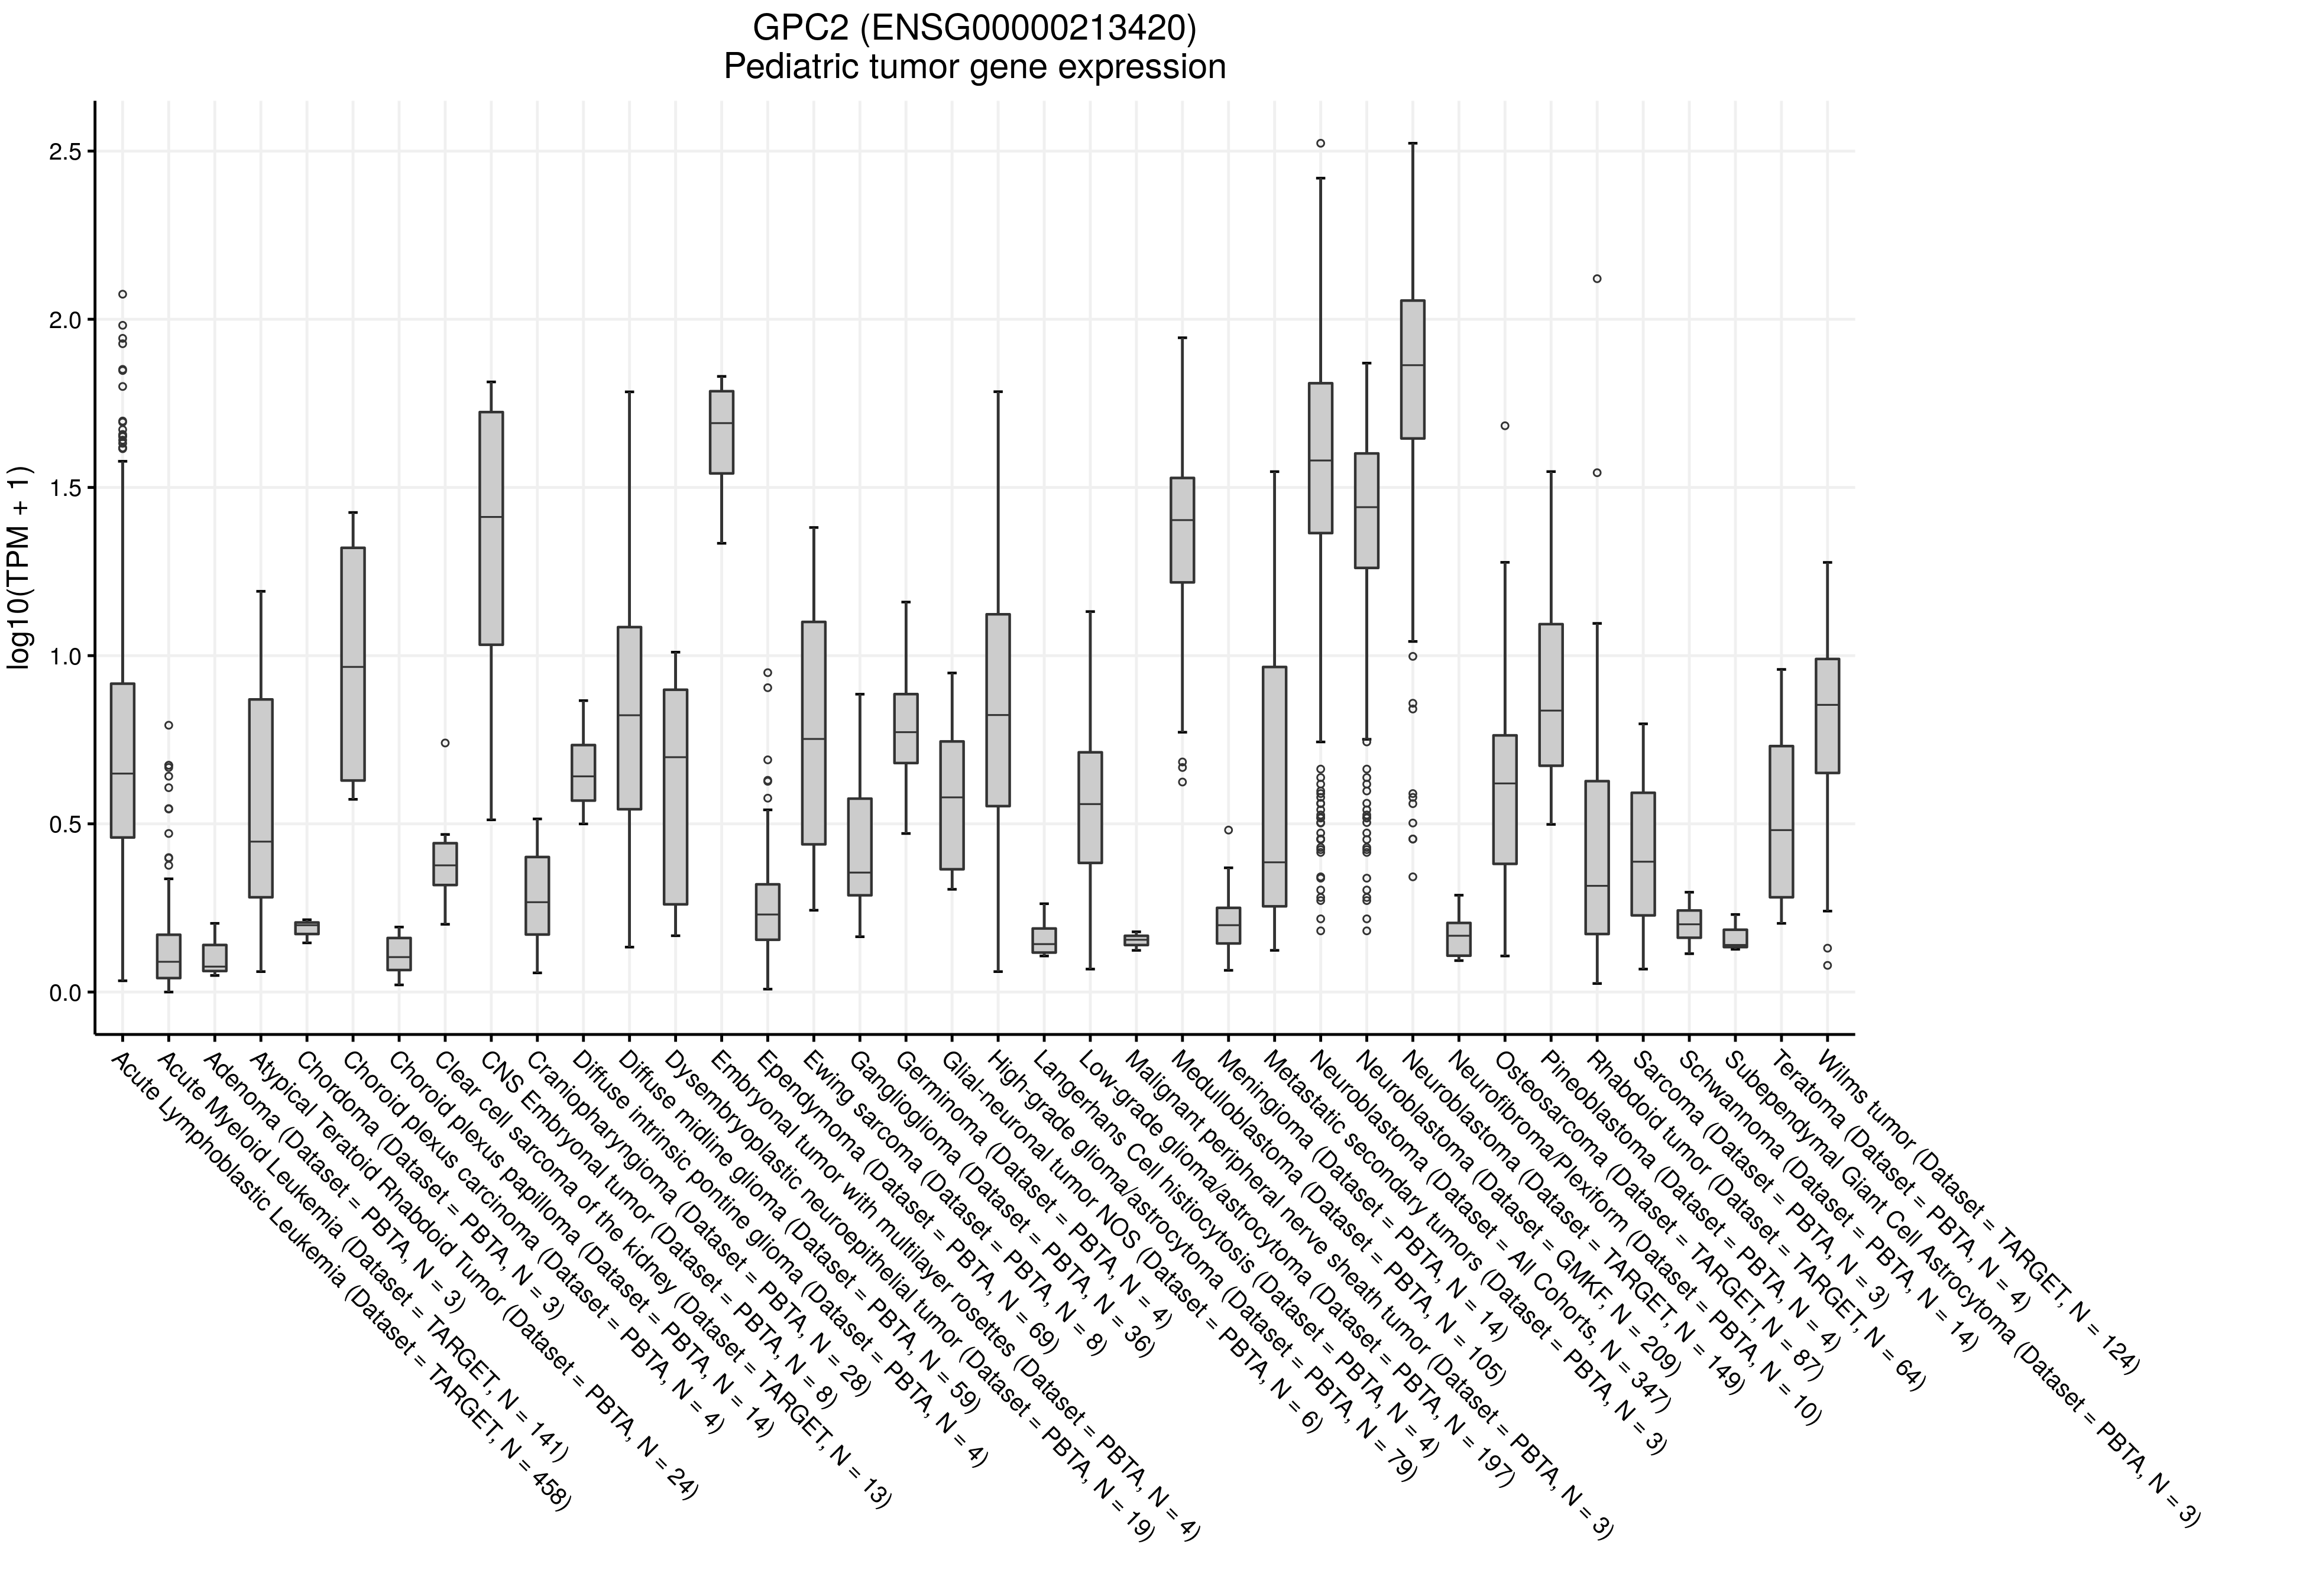 GPC2 (ENSG00000213420)
Pediatric tumor gene expression
log10(TPM + 1)
2.5
2.0
1.5
1.0
0.5
0.0
Acute Lymphoblastic Leukemia (Dataset = TARGET, N = 458)
Acute Myeloid Leukemia (Dataset = TARGET, N = 141)
Adenoma (Dataset = PBTA, N = 3)
Atypical Teratoid Rhabdoid Tumor (Dataset = PBTA, N = 24)
Chordoma (Dataset = PBTA, N = 3)
Choroid plexus carcinoma (Dataset = PBTA, N = 4)
Choroid plexus papilloma (Dataset = PBTA, N = 14)
Clear cell sarcoma of the kidney (Dataset = TARGET, N = 13)
CNS Embryonal tumor (Dataset = PBTA, N = 8)
Craniopharyngioma (Dataset = PBTA, N = 28)
Diffuse intrinsic pontine glioma (Dataset = PBTA, N = 4)
Diffuse midline glioma (Dataset = PBTA, N = 59)
Dysembryoplastic neuroepithelial tumor (Dataset = PBTA, N = 19)
Embryonal tumor with multilayer rosettes (Dataset = PBTA, N = 4)
Ependymoma (Dataset = PBTA, N = 69)
Ewing sarcoma (Dataset = PBTA, N = 8)
Ganglioglioma (Dataset = PBTA, N = 36)
Germinoma (Dataset = PBTA, N = 4)
Glial-neuronal tumor NOS (Dataset = PBTA, N = 6)
High-grade glioma/astrocytoma (Dataset = PBTA, N = 79)
Langerhans Cell histiocytosis (Dataset = PBTA, N = 4)
Low-grade glioma/astrocytoma (Dataset = PBTA, N = 197)
Malignant peripheral nerve sheath tumor (Dataset = PBTA, N = 3)
Medulloblastoma (Dataset = PBTA, N = 105)
Meningioma (Dataset = PBTA, N = 14)
Metastatic secondary tumors (Dataset = PBTA, N = 3)
Neuroblastoma (Dataset = All Cohorts, N = 347)
Neuroblastoma (Dataset = GMKF, N = 209)
Neuroblastoma (Dataset = TARGET, N = 149)
Neurofibroma/Plexiform (Dataset = PBTA, N = 10)
Osteosarcoma (Dataset = TARGET, N = 87)
Pineoblastoma (Dataset = PBTA, N = 4)
Rhabdoid tumor (Dataset = TARGET, N = 64)
Sarcoma (Dataset = PBTA, N = 3)
Schwannoma (Dataset = PBTA, N = 14)
Subependymal Giant Cell Astrocytoma (Dataset = PBTA, N = 3)
Teratoma (Dataset = PBTA, N = 4)
Wilms tumor (Dataset = TARGET, N = 124)